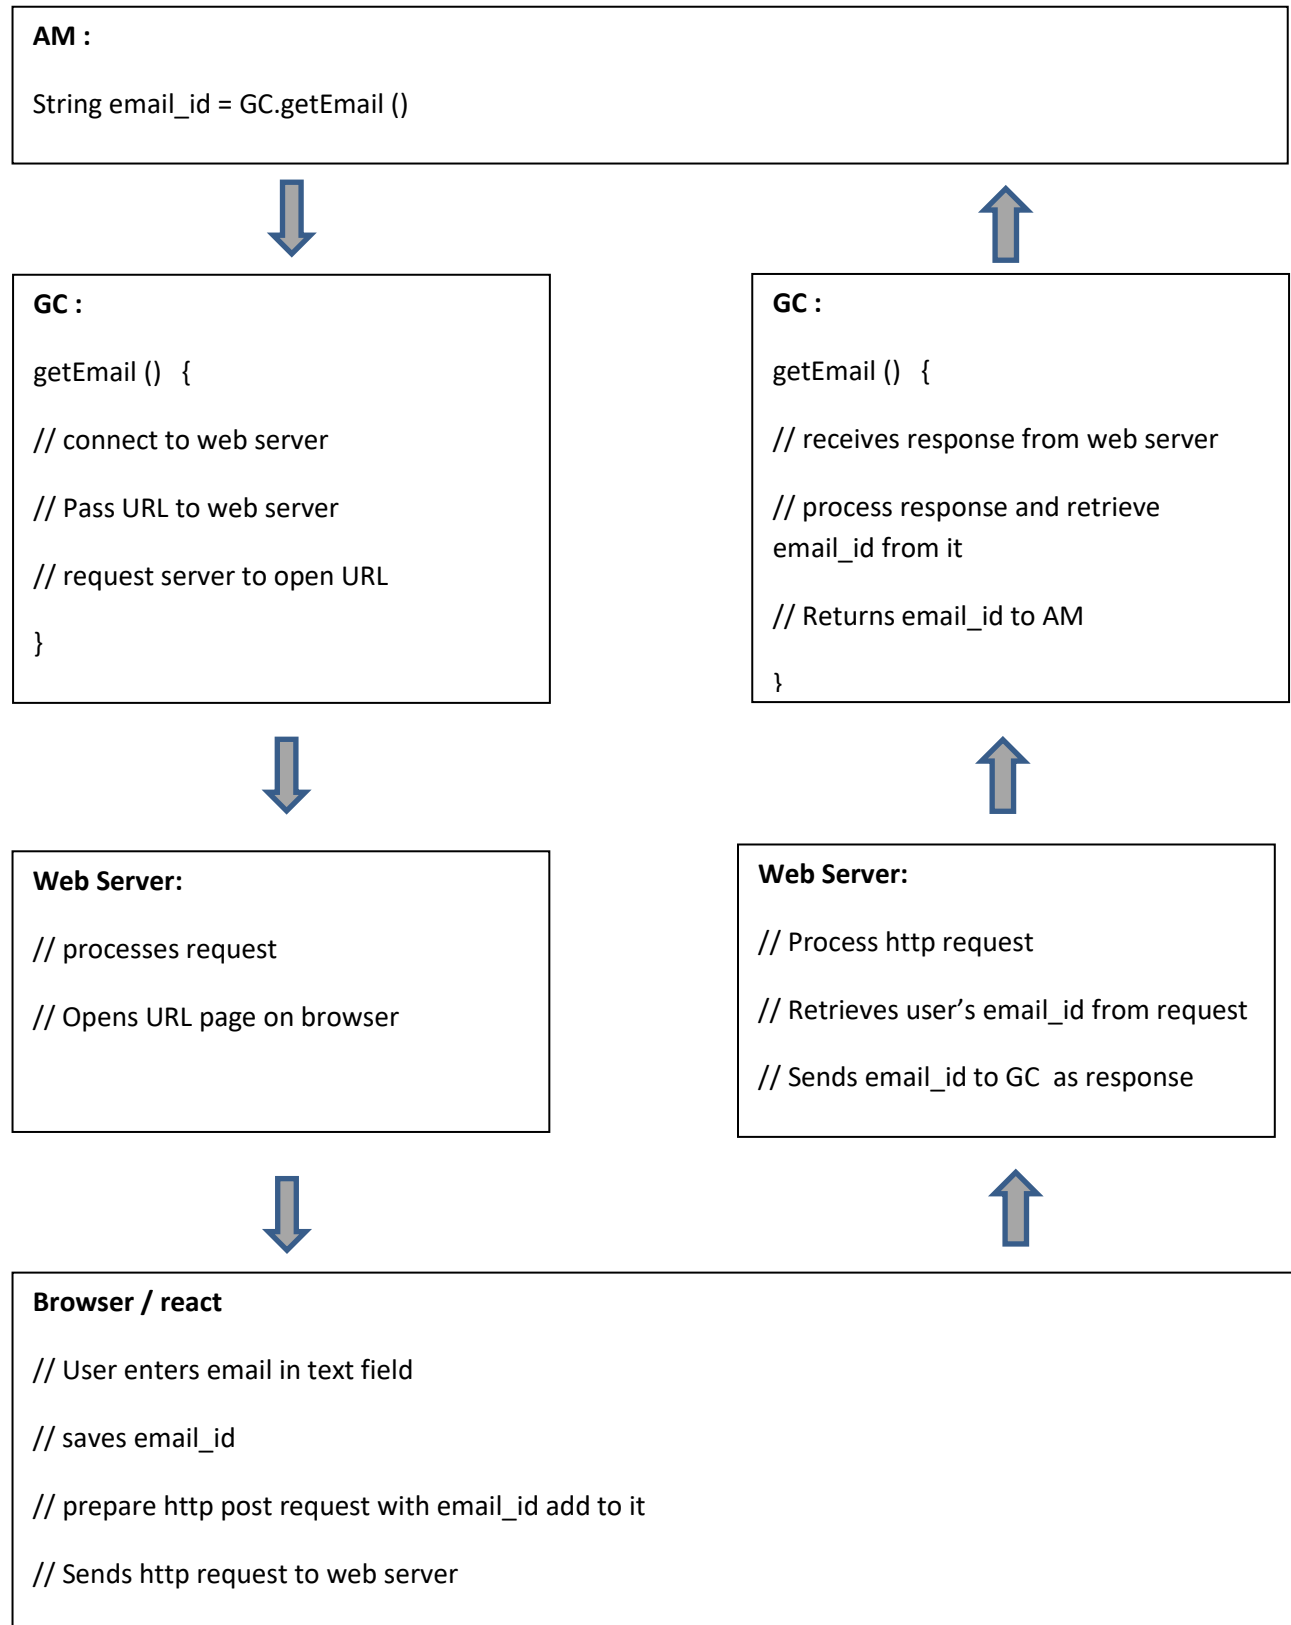 AM :
String email_id = GC.getEmail ()
GC :
getEmail ()   {
// connect to web server
// Pass URL to web server
// request server to open URL
}
GC :
getEmail ()   {
// receives response from web server
// process response and retrieve
email_id from it
// Returns email_id to AM
}
Web Server:
// processes request
// Opens URL page on browser
Web Server:
// Process http request
// Retrieves user’s email_id from request
// Sends email_id to GC  as response
Browser / react
// User enters email in text field
// saves email_id
// prepare http post request with email_id add to it
// Sends http request to web server